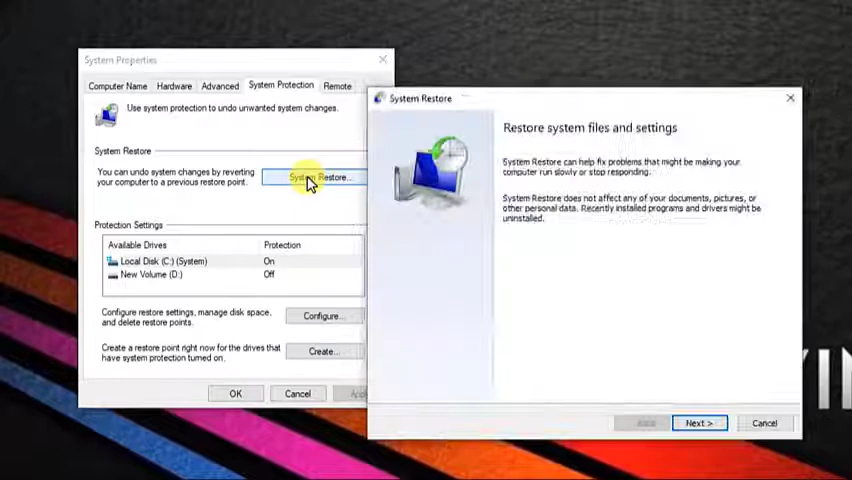 System Properties
Computer Name
Hardware
Advanced
System Protection
Remote
Use system protection to undo unwanted system changes.
System Restore
You can undo system changes by reverting
your computer to a previous restore point.
System Restore...
Protection Settings
Available Drives
Protection
Local Disk (C:) (System)
On
New Volume (D:)
Off
Configure restore settings, manage disk space,
and delete restore points.
Configure...
Create a restore point right now for the drives that
have system protection turned on.
Create...
OK
Cancel
System Restore
Restore system files and settings
System Restore can help fix problems that might be making your
computer run slowly or stop responding.
System Restore does not affect any of your documents, pictures, or
other personal data. Recently installed programs and drivers might be
uninstalled.
Next >
Cancel